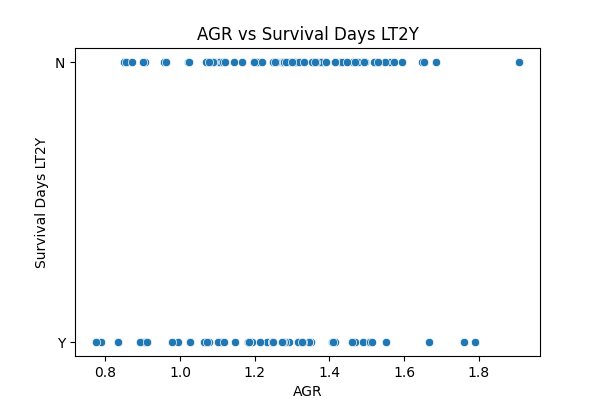 AGR vs Survival Days LT2Y
N
Survival Days LT2Y
Y
0.8 1.0 1.2 1.4 1.6 1.8
AGR